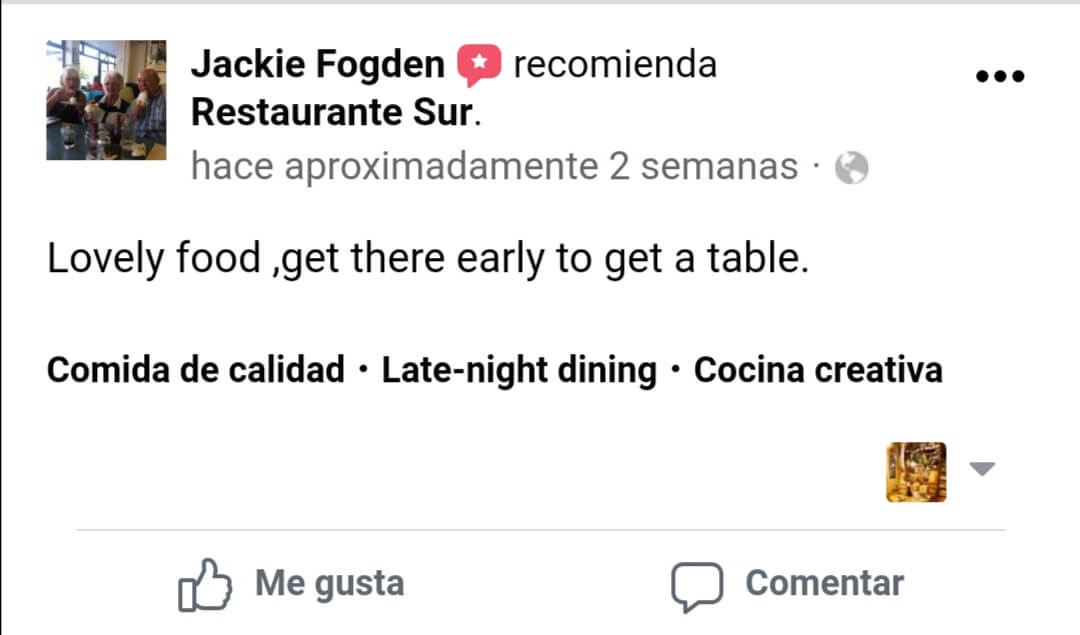 Jackie Fogden recomienda
Restaurante Sur.
hace aproximadamente 2 semanas ·
Lovely food ,get there early to get a table.
Comida de calidad · Late-night dining · Cocina creativa
Me gusta Comentar